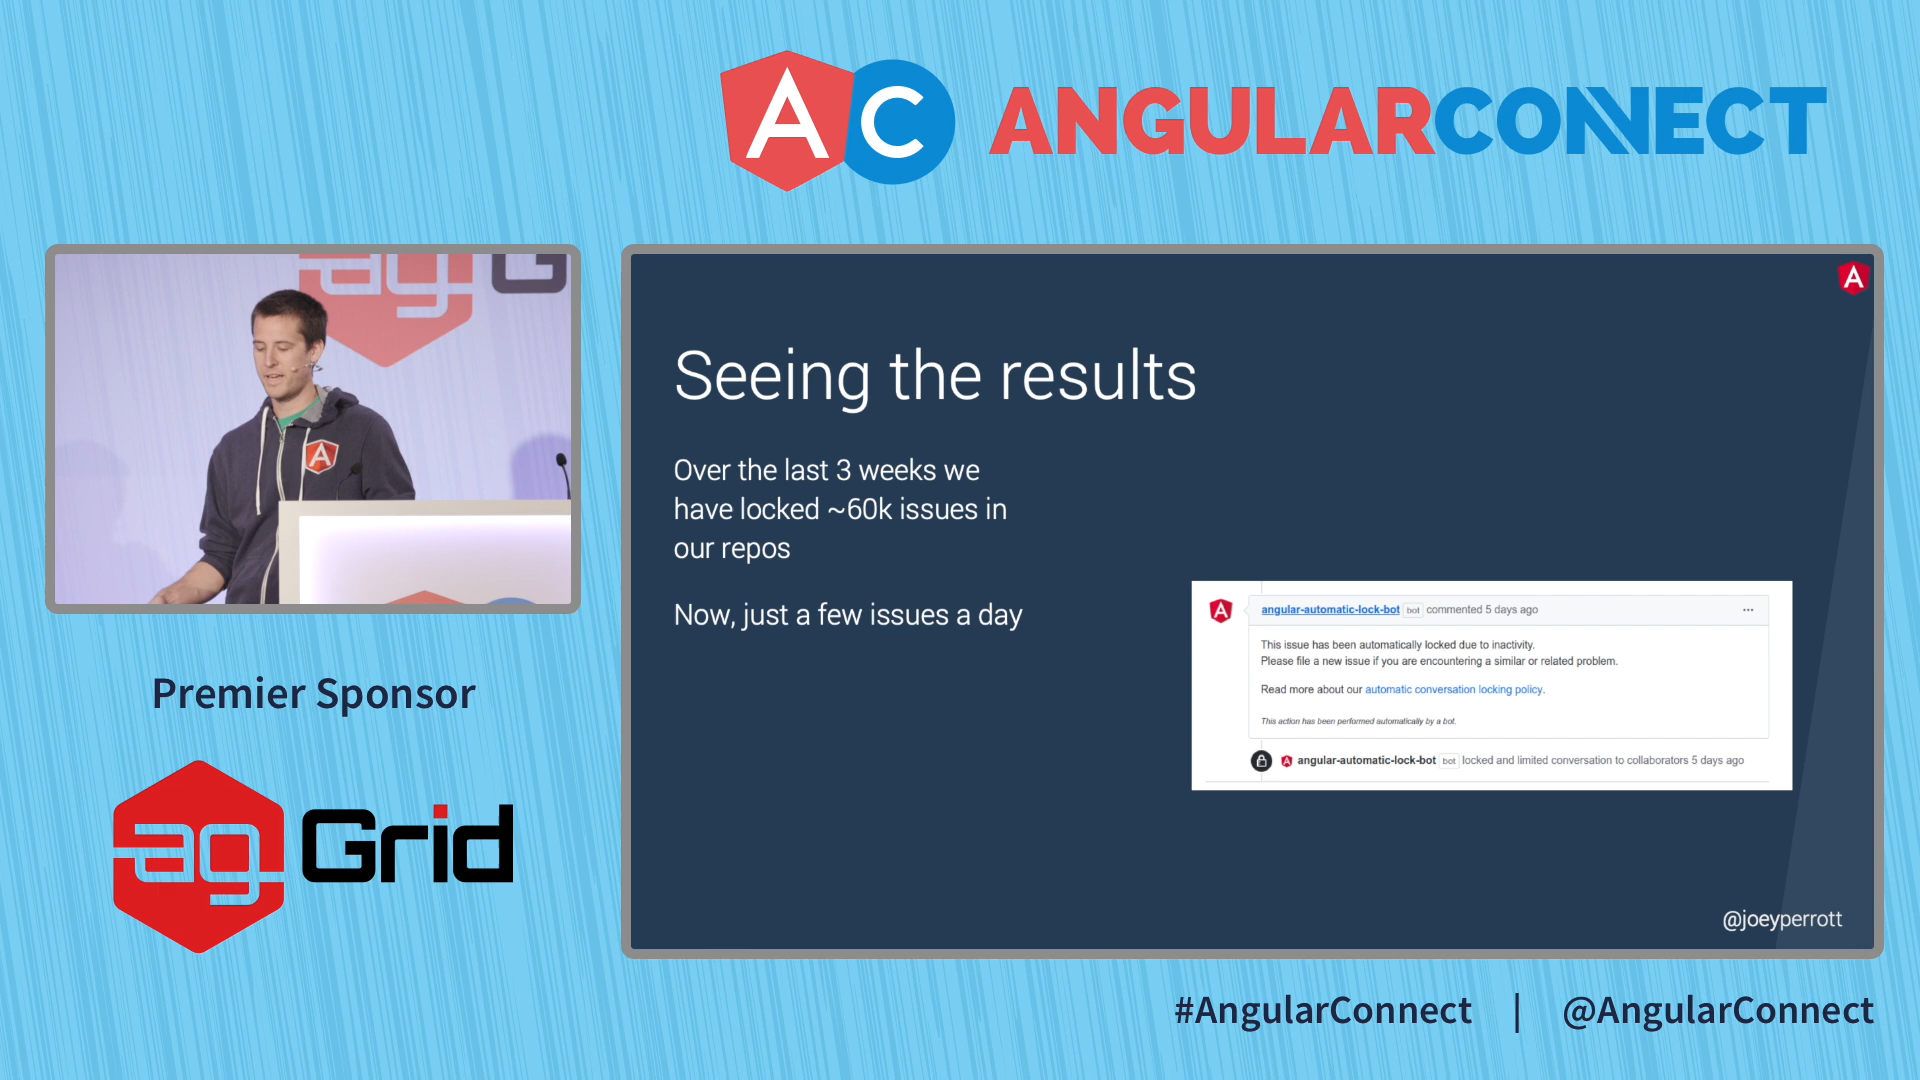 AC ANGULARCONNECT
ag G
A
A
Seeing the results
Over the last 3 weeks we
have locked ~60k issues in
our repos
Now, just a few issues a day
angular-automatic-lock-bot bot commented 5 days ago ...
This issue has been automatically locked due to inactivity.
Please file a new issue if you are encountering a similar or related problem.
Read more about our automatic conversation locking policy.
This action has been performed automatically by a bot.
angular-automatic-lock-bot bot locked and limited conversation to collaborators 5 days ago
@joeyperrott
Premier Sponsor
ag Grid
#AngularConnect | @AngularConnect